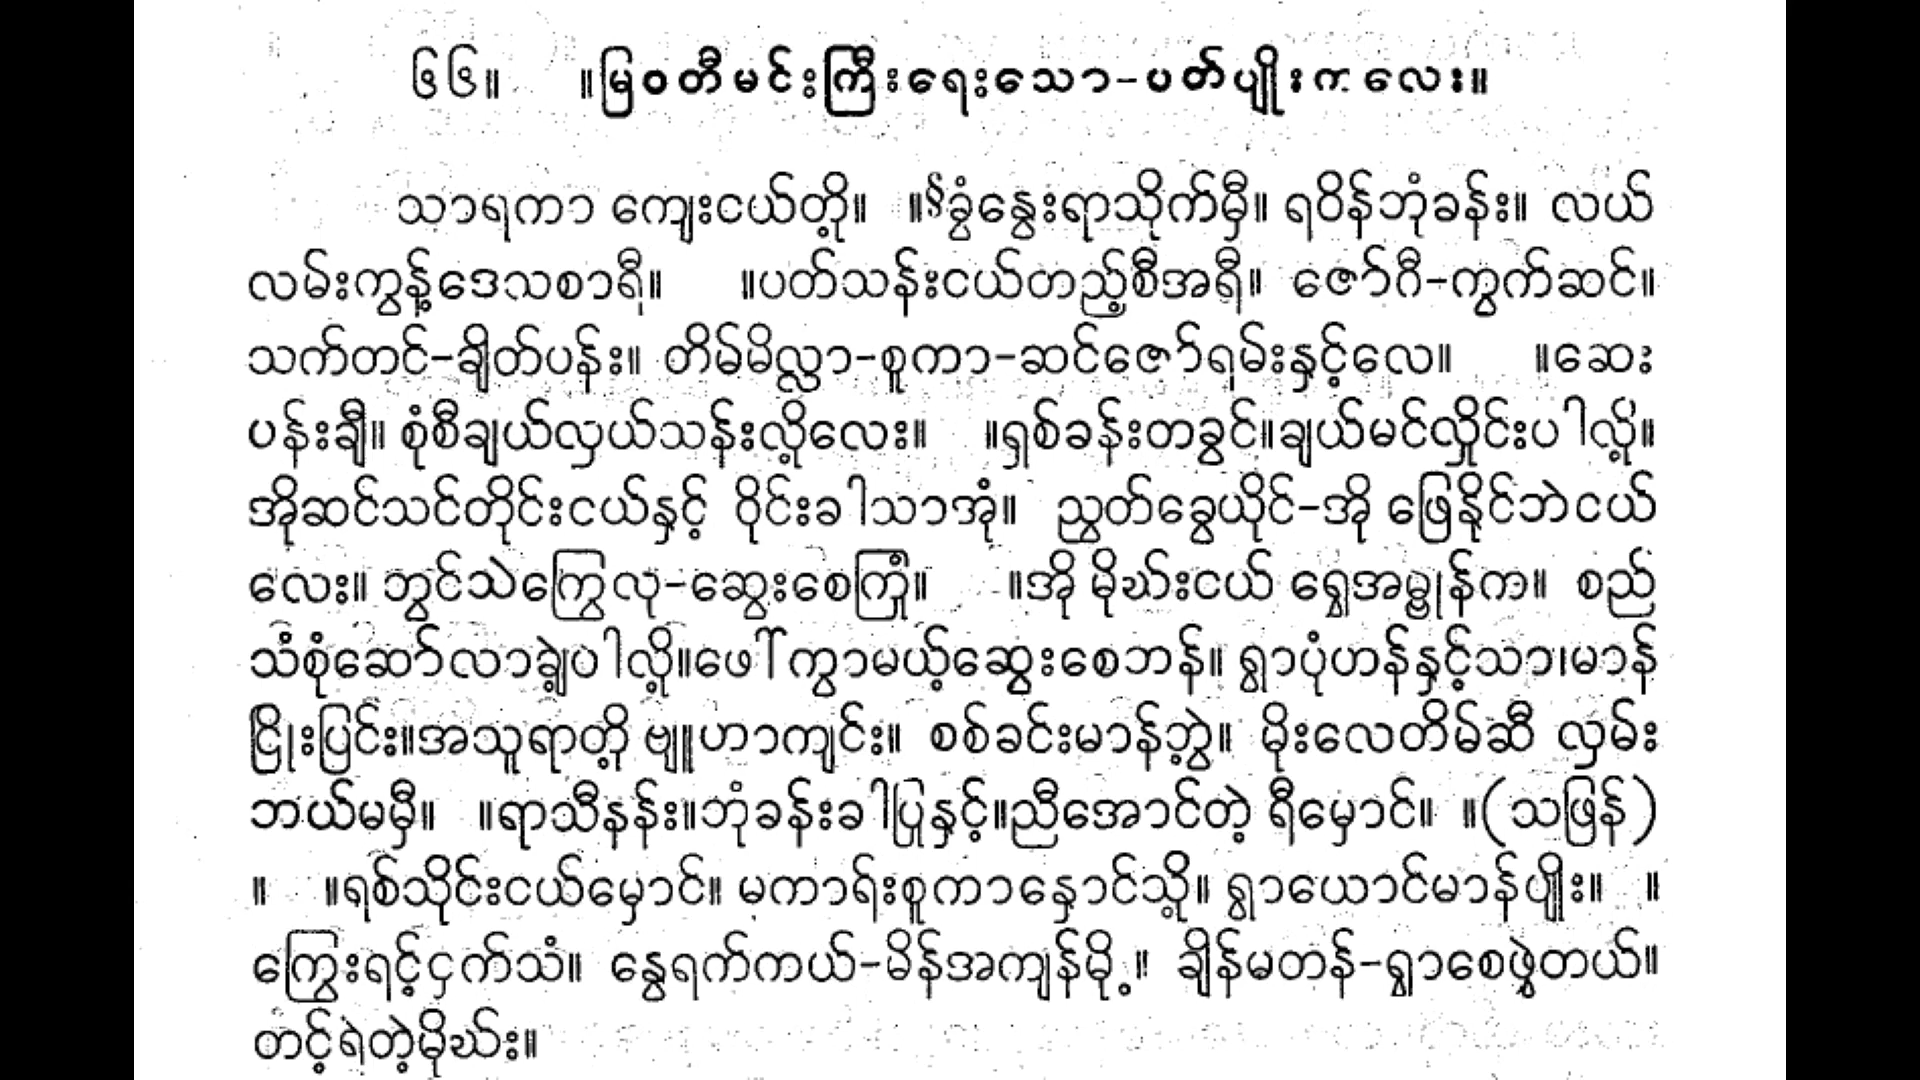 ၆၆။ ။မြဝတီမင်းကြီးရေးသော-ပတ်ပျိုးကလေး။
သာရကာ ကျေးငယ်တို့။ ။§ခွံနွေးရာသိုက်မှီ။ ရဝိန်ဘုံခန်း။ လယ်
လမ်းကွန့်ဒေသစာရီ။ ။ပတ်သန်းငယ်တည့်စီအရီ။ ဇော်ဂီ-ကွက်ဆင်။
သက်တင်-ချိတ်ပန်း။ တိမ်မိလ္လာ-စူကာ-ဆင်ဇော်ရမ်းနှင့်လေ။ ။ဆေး
ပန်းချီ။ စုံစီချယ်လှယ်သန်းလို့လေး။ ။ရှစ်ခန်းတခွင်။ချယ်မင်လှိုင်းပါလို့။
အိုဆင်သင်တိုင်းငယ်နှင့် ဝိုင်းခါသာအုံ။ ညွတ်ခွေယိုင်-အို ဖြေနိုင်ဘဲငယ်
လေး။ ဘွင်သဲကြွေလု-ဆွေးစေကြုံ။ ။အို မိုဃ်းငယ် ရွှေအမ္ဗုန်က။ စည်
သံစုံဆော်လာချဲ့ပါလို့။ဖေါ်ကွာမယ့်ဆွေးစေဘန်။ ရွာပုံဟန်နှင့်သာ၊မာန်
ငြိုးပြင်း။အသူရာတို့ ဗျူဟာကျင်း။ စစ်ခင်းမာန်ဘွဲ့။ မိုးလေတိမ်ဆီ လှမ်း
ဘယ်မမှီ။ ။ရာသီနန်း။ဘုံခန်းခါပြုနှင့်။ညီအောင်တဲ့ ရီမှောင်။ ။(သဖြန်)
။ ။ရစ်သိုင်းငယ်မှောင်။ မကာရ်းစူကာနှောင်သို့။ ရွာယောင်မာန်ပျိုး။ ။
ကြွေးရင့်ငှက်သံ။ နွေရက်ကယ်-မိန်အကျန်မို့။ ချိန်မတန်-ရွာစေဖွဲ့တယ်။
တင့်ရဲတဲ့မိုဃ်း။